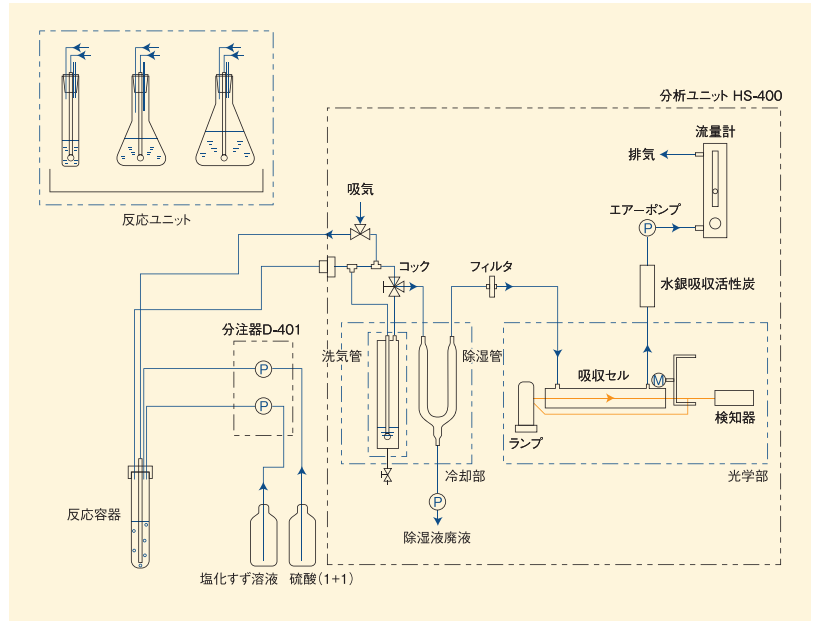 分析ユニット HS-400
流量計
排気
吸気
エアーポンプ
P
反応ユニット
コック
フィルタ
水銀吸収活性炭
分注器D-401
洗気管
除湿管
P
吸収セル
M
P
検知器
ランプ
冷却部
光学部
P
反応容器
除湿液廃液
塩化すず溶液
硫酸(1+1)